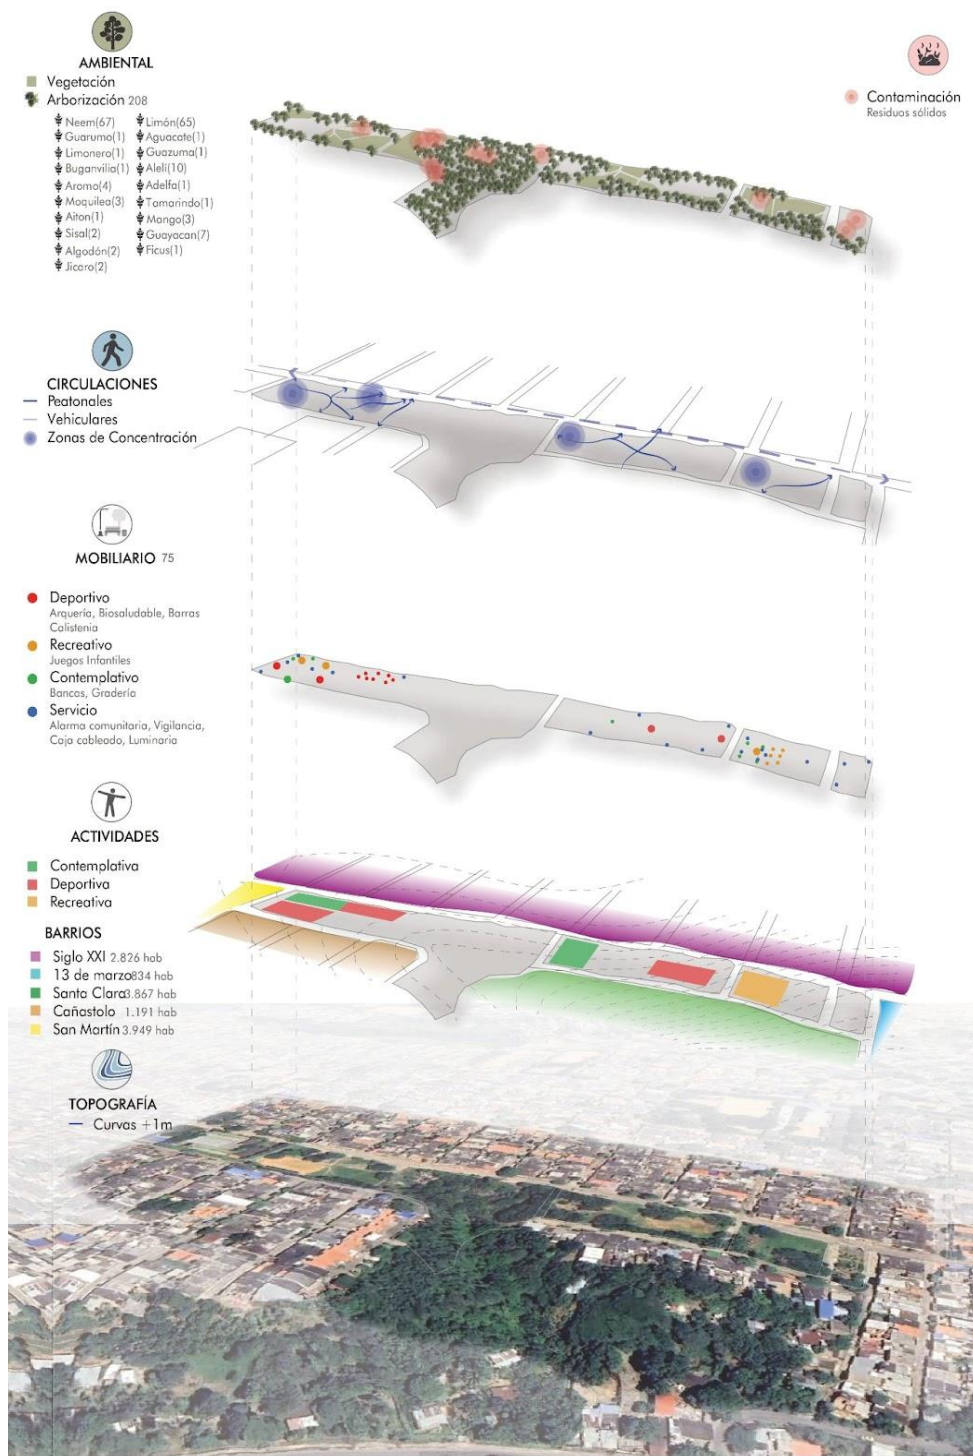 AMBIENTAL
Vegetación
Arborización 208
Neem(67)
Guarumo(1)
Limonero(1)
Buganvilia(1)
Aromo(4)
Moquilea(3)
Aiton(1)
Sisal(2)
Algodón(2)
Jicaro(2)
Limón(65)
Aguacate(1)
Guazuma(1)
Aleli(10)
Adelfa(1)
Tamarindo(1)
Mango(3)
Guayacan(7)
Ficus(1)
Contaminación
Residuos sólidos
CIRCULACIONES
Peatonales
Vehiculares
Zonas de Concentración
MOBILIARIO 75
Deportivo
Arquería, Biosaludable, Barras
Calistenia
Recreativo
Juegos Infantiles
Contemplativo
Bancas, Gradería
Servicio
Alarma comunitaria, Vigilancia,
Caja cableado, Luminaria
ACTIVIDADES
Contemplativa
Deportiva
Recreativa
BARRIOS
Siglo XXI 2.826 hab
13 de marzo834 hab
Santa Clara3.867 hab
Cañastolo 1.191 hab
San Martín 3.949 hab
TOPOGRAFÍA
Curvas +1m